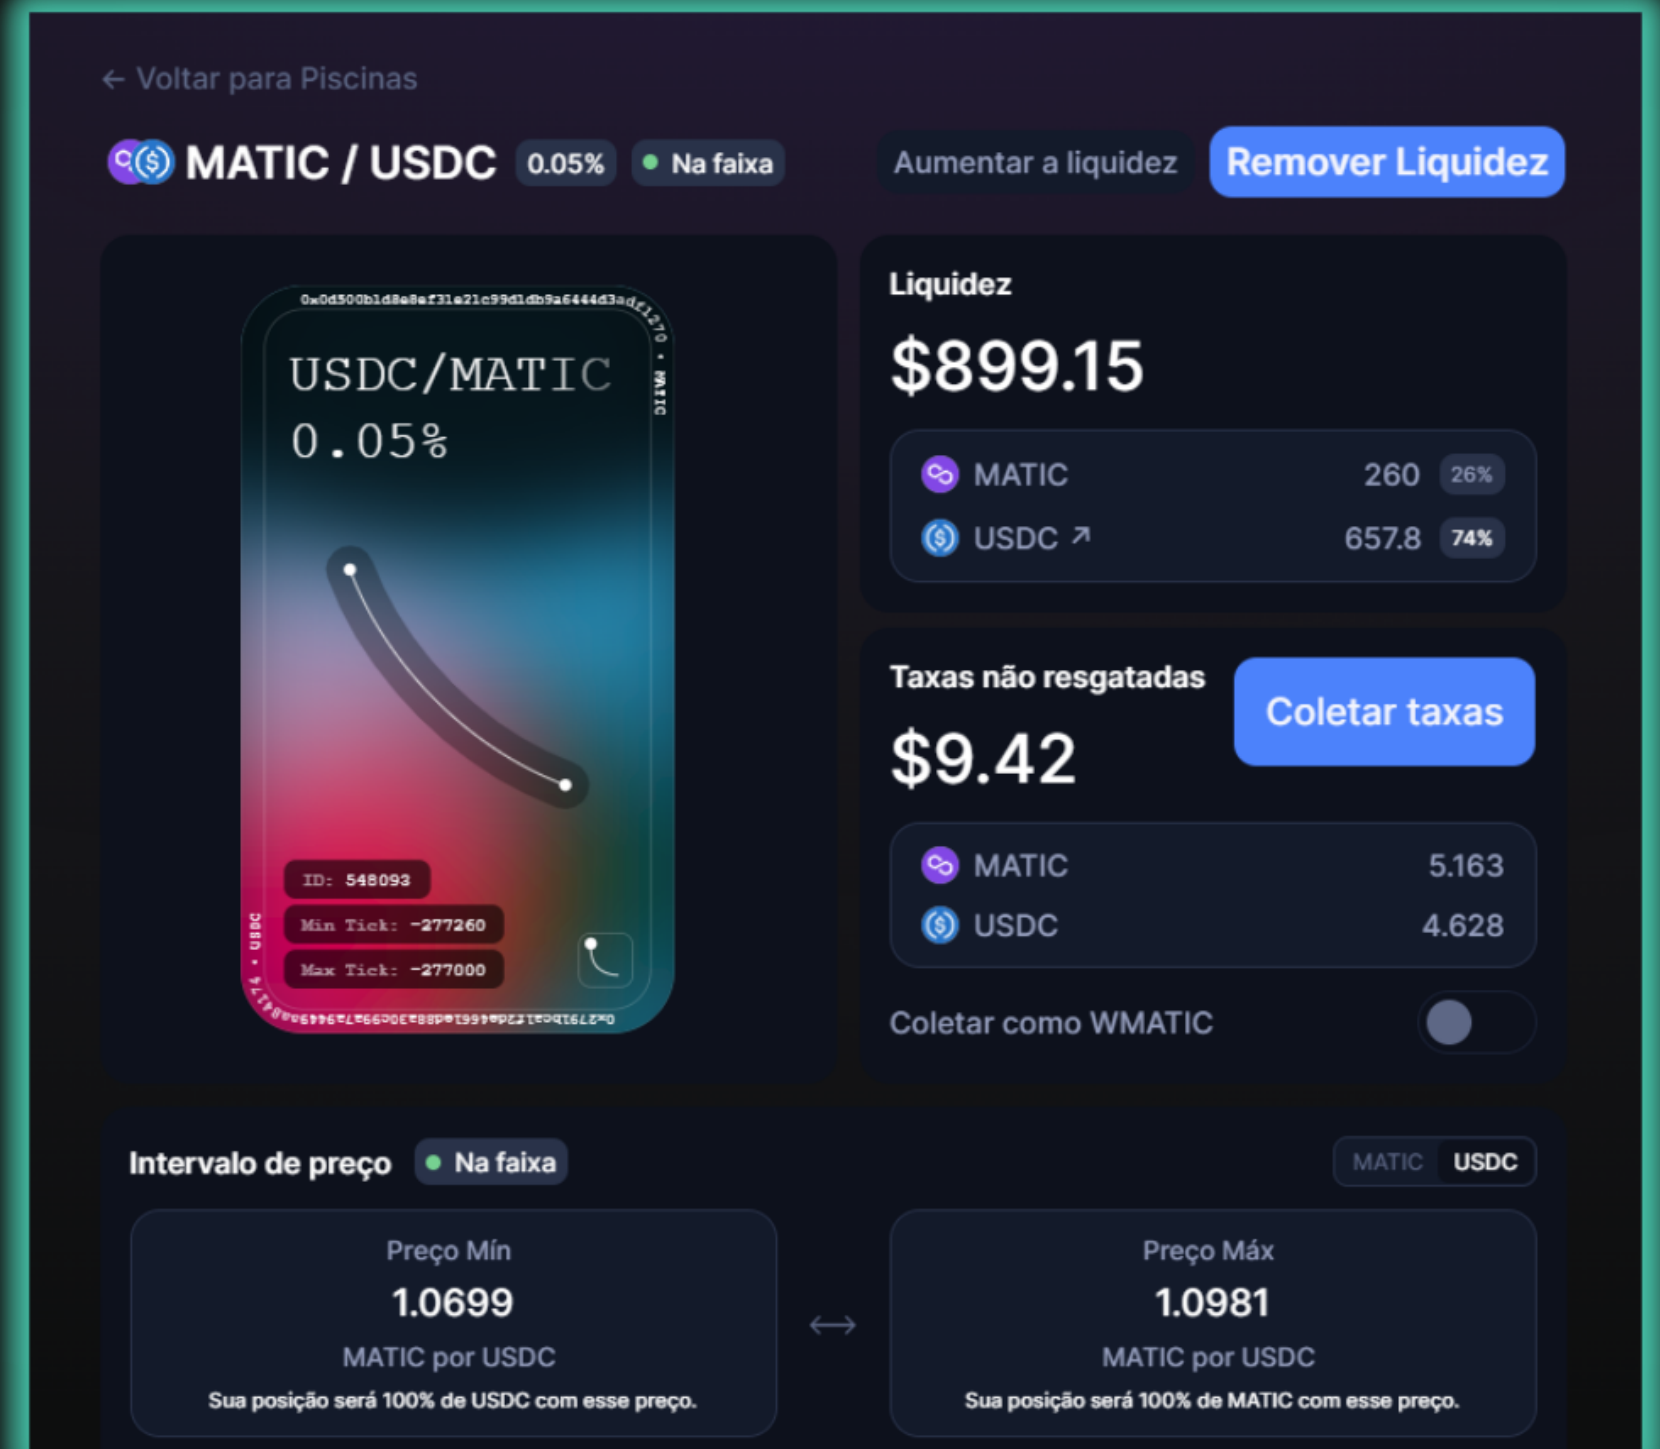 ← Voltar para Piscinas
MATIC / USDC 0.05% Na faixa
Aumentar a liquidez Remover Liquidez
0x0d500b1d8e8ef31e21c99d1db9a6444d3adf1270 • MATIC
USDC/MATIC
0.05%
ID: 548093
Min Tick: -277260
Max Tick: -277000
0x2791bca1f2de4661ed88a30c99a7a9449aa84174 • USDC
Liquidez
$899.15
MATIC 260 26%
USDC ↗ 657.8 74%
Taxas não resgatadas
Coletar taxas
$9.42
MATIC 5.163
USDC 4.628
Coletar como WMATIC
Intervalo de preço Na faixa
MATIC USDC
Preço Mín
1.0699
MATIC por USDC
Sua posição será 100% de USDC com esse preço.
Preço Máx
1.0981
MATIC por USDC
Sua posição será 100% de MATIC com esse preço.